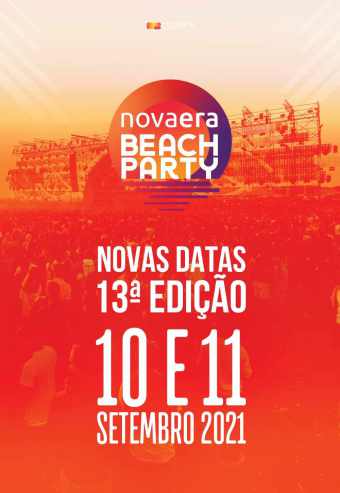 novaera
BEACH
PARTY
NOVAS DATAS
13ª EDIÇÃO
10 E 11
SETEMBRO 2021